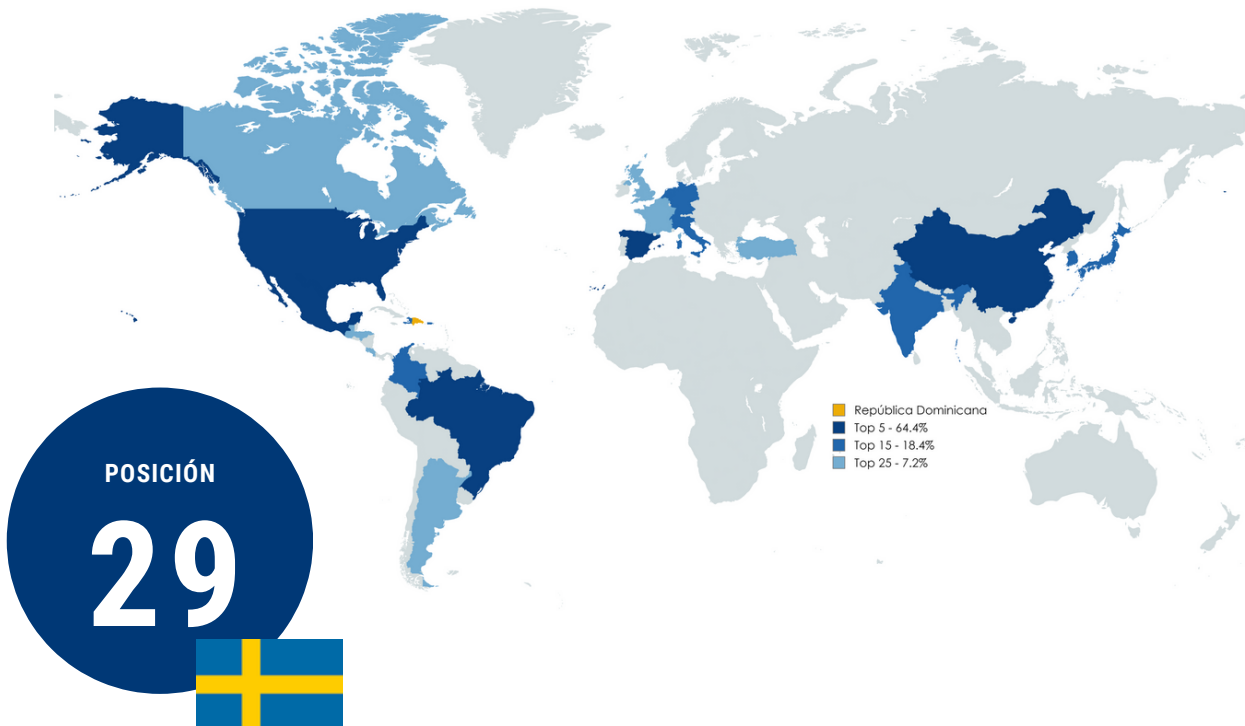 República Dominicana
Top 5 - 64.4%
Top 15 - 18.4%
Top 25 - 7.2%
POSICIÓN
29